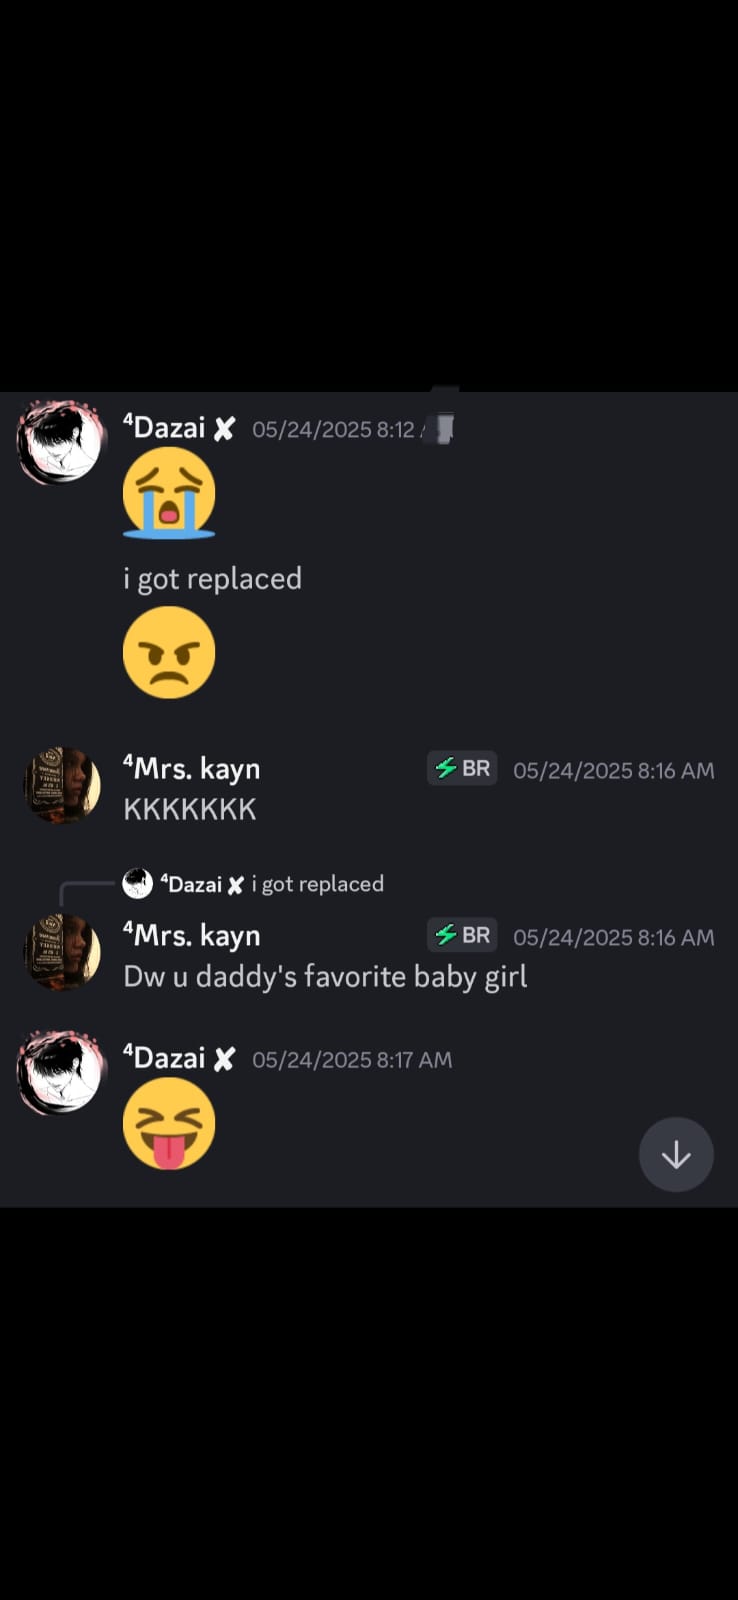 ⁴Dazai ✘ 05/24/2025 8:12
😭
i got replaced
😠
⁴Mrs. kayn BR 05/24/2025 8:16 AM
KKKKKKK
⁴Dazai ✘ i got replaced
⁴Mrs. kayn BR 05/24/2025 8:16 AM
Dw u daddy's favorite baby girl
⁴Dazai ✘ 05/24/2025 8:17 AM
😝